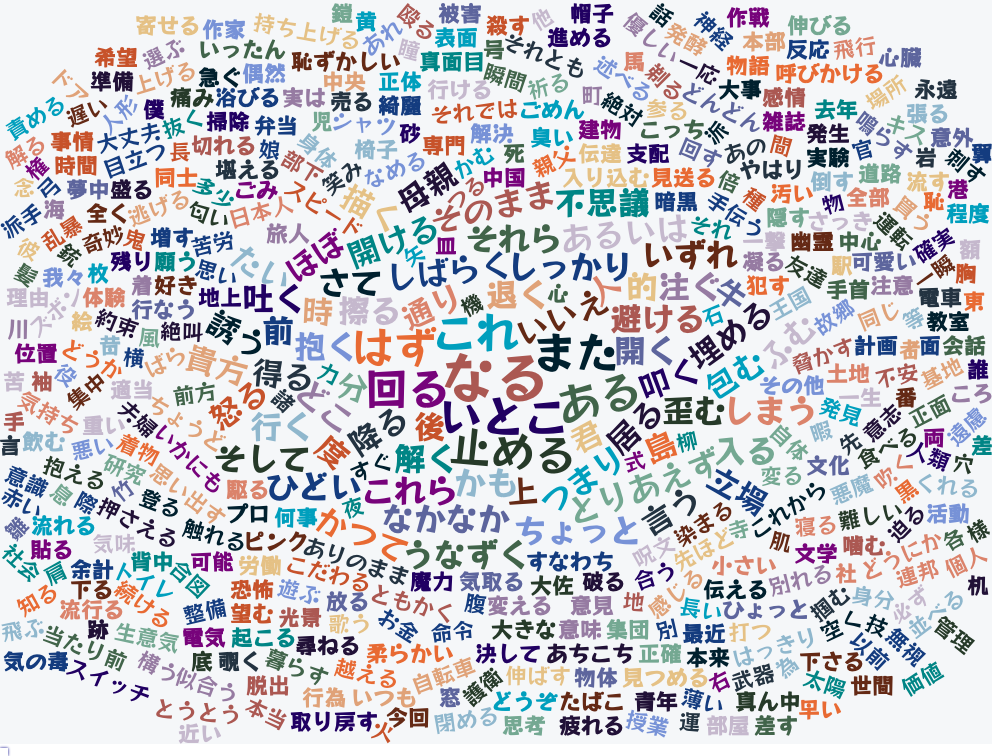 寄せる
作家
持ち上げる
鎧
黄
あれ
殴る
被害
殺す
他
帽子
優しい
話
神経
作戦
伸びる
希望
選ぶ
いったん
恥ずかしい
瞳
表面
号
それとも
進める
発酵
本部
反応
飛行
心臓
下
準備
上げる
急ぐ
偶然
中央
正体
真面目
瞬間
祈る
述べる
馬
剃る
一応
物語
呼びかける
場所
永遠
責める
遅い
人形
僕
痛み
浴びる
実は
売る
綺麗
行ける
それでは
ごめん
町
絶対
どんどん
大事
感情
去年
鳴らす
キス
張る
解る
事情
大丈夫
抜く
掃除
弁当
児
シャツ
砂
専門
解決
臭い
建物
参る
こっち
派
雑誌
発生
意外
権
時間
目立つ
長
切れる
娘
身体
椅子
かむ
死
親父
伝達
支配
回す
あの
間
実験
官
岩
刺す
翼
念
弓
夢中
盛る
同士
多少
堪える
ごみ
部下
笑み
なめる
母親
っ
中国
入り込む
見送る
倍
やはり
倒す
道路
流す
港
派手
海
全く
逃げる
匂い
日本人
スピード
描く
そのまま
不思議
暗黒
手伝う
種
汚い
物
全部
買う
恥
程度
役
乱暴
銃
奇妙
鬼
増す
苦労
旅人
ほぼ
開ける
矢
皿
それら
あるいは
それ
隠す
さっき
一撃
幽霊
中心
運転
確実
額
聖
我々
枚
残り
願う
思い
たい
さて
しばらく
しっかり
いずれ
凝る
友達
駅
可愛い
一瞬
胸
理由
ズボン
体験
着
好き
地上
吐く
時
擦る
通り
機
退く
心
いいえ
人
的
注ぐ
牛
犯す
手首
注意
電車
東
川
絵
約束
行なう
風
絶叫
誘う
前
抱く
はず
これ
また
避ける
石
開く
埋める
王国
ふむ
故郷
同じ
等
教室
位置
どうか
昔
横
ばら
貴方
得る
力
分
回る
なる
ある
叩く
包む
脅かす
計画
者
面
会話
苦
袖
役
集中
適当
前方
怒る
諸
どこ
いとこ
居る
歪む
しまう
その他
土地
不安
基地
誰
手
気持ち
重い
夫婦
ちょうど
行く
度
降る
後
止める
君
島
柳
一生
番
正面
ころ
言
飲む
悪い
着物
いかにも
そして
すぐ
解く
かも
つまり
式
入る
自体
発見
暇
先
意志
食べる
両
遠慮
意識
抱える
研究
思い出す
駆る
ひどい
これら
上
とりあえず
立場
変る
文化
悪魔
吹く
人類
穴
差
赤い
息
際
竹
登る
プロ
何事
夜
かつて
なかなか
ちょっと
言う
染まる
これから
寝る
難しい
黒
くれる
職
流れる
押さえる
触れる
ピンク
ありのまま
うなずく
すなわち
呪文
先ほど
寺
肌
文学
噛む
迫る
活動
社会
貼る
気味
背中
合図
可能
労働
こだわる
魔力
気取る
大佐
破る
合う
小さい
別れる
社
どうにか
各様
肩
余計
トイレ
恐怖
遊ぶ
放る
ともかく
腹
変える
意見
地
感じる
伝える
掴む
身分
連邦
個人
机
知る
下る
続ける
整備
望む
光景
歌う
お金
命令
大きな
意味
集団
別
長い
ひょっと
空く
技
必ず
並べる
飛ぶ
流行る
跡
生意気
電気
起こる
尋ねる
柔らかい
決して
あちこち
正確
最近
打つ
はっきり
以前
無視
管理
当たり前
構う
底
覗く
暮らす
越える
自転車
伸ばす
物体
見つめる
本来
右
武器
為
下さる
気の毒
スイッチ
似合う
脱出
行為
いつも
窓
護衛
どうぞ
たばこ
青年
薄い
真ん中
太陽
世間
価値
とうとう
本当
取り戻す
火
今回
閉める
思考
疲れる
授業
運
部屋
差す
早い
近い